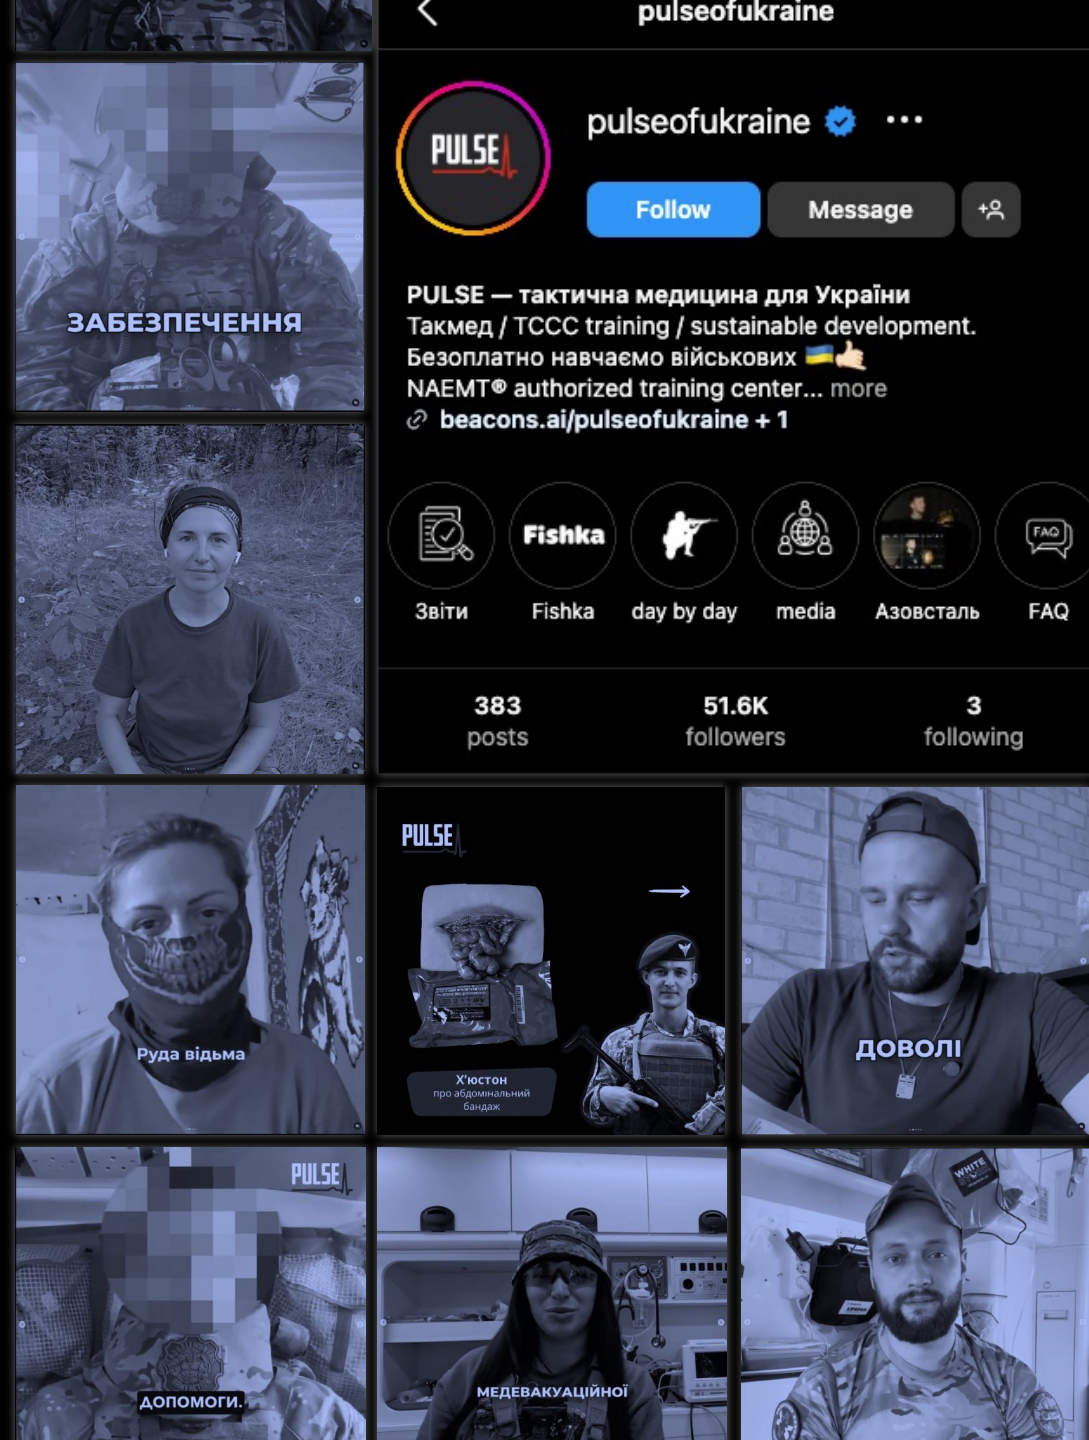 pulseofukraine
pulseofukraine
PULSE
Follow
Message
PULSE — тактична медицина для України
Такмед / TCCC training / sustainable development.
Безоплатно навчаємо військових 🇺🇦🤙🏻
NAEMT® authorized training center... more
beacons.ai/pulseofukraine + 1
Fishka
FAQ
Звіти
Fishka
day by day
media
Азовсталь
FAQ
383
51.6K
3
posts
followers
following
ЗАБЕЗПЕЧЕННЯ
Руда відьма
PULSE
Х'юстон
про абдомінальний
бандаж
ДОВОЛІ
PULSE
ДОПОМОГИ.
МЕДЕВАКУАЦІЙНОЇ
WHITE